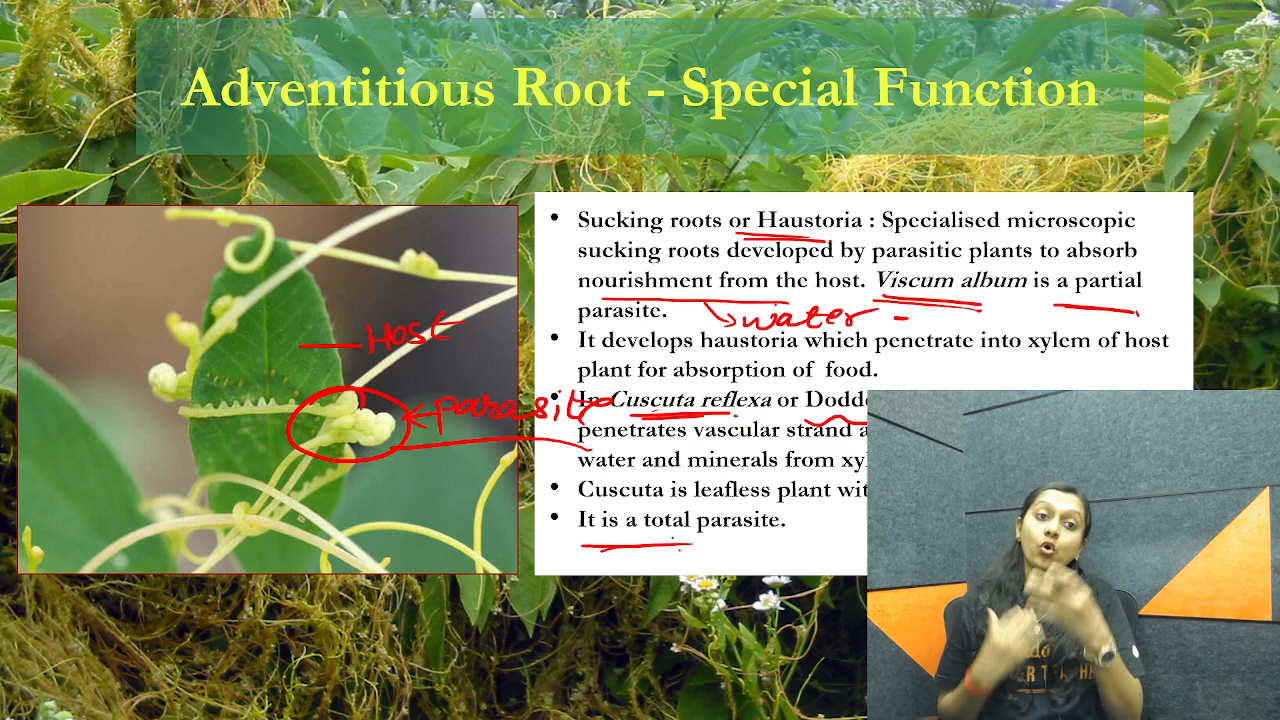 Adventitious Root - Special Function
• Sucking roots or Haustoria : Specialised microscopic
sucking roots developed by parasitic plants to absorb
nourishment from the host. Viscum album is a partial
parasite.
water
• It develops haustoria which penetrate into xylem of host
plant for absorption of food.
• In Cuscuta reflexa or Dodd
penetrates vascular strand a
water and minerals from xy
• Cuscuta is leafless plant wit
• It is a total parasite.
Host
parasite